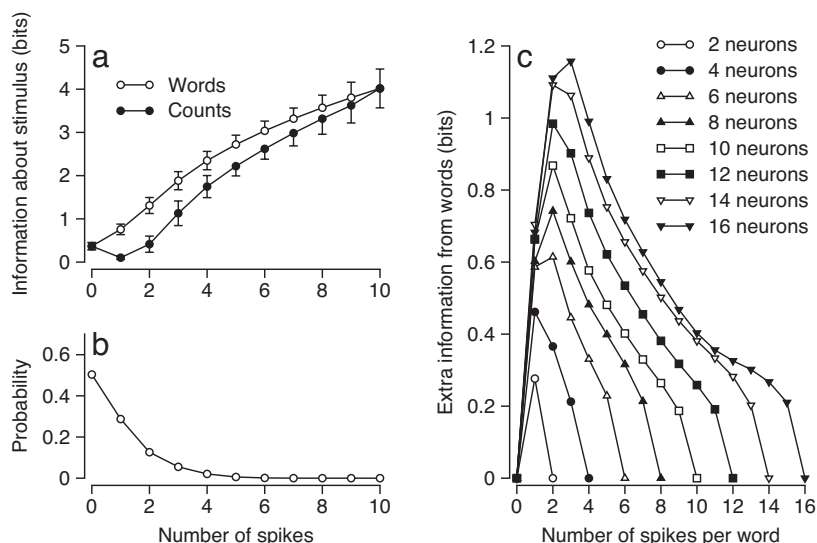 a
Information about stimulus (bits)
5
4
3
2
1
0
Words
Counts
0 2 4 6 8 10
b
Probability
0.6
0.4
0.2
0
0 2 4 6 8 10
Number of spikes
c
Extra information from words (bits)
1.2
1
0.8
0.6
0.4
0.2
0
2 neurons
4 neurons
6 neurons
8 neurons
10 neurons
12 neurons
14 neurons
16 neurons
0 2 4 6 8 10 12 14 16
Number of spikes per word